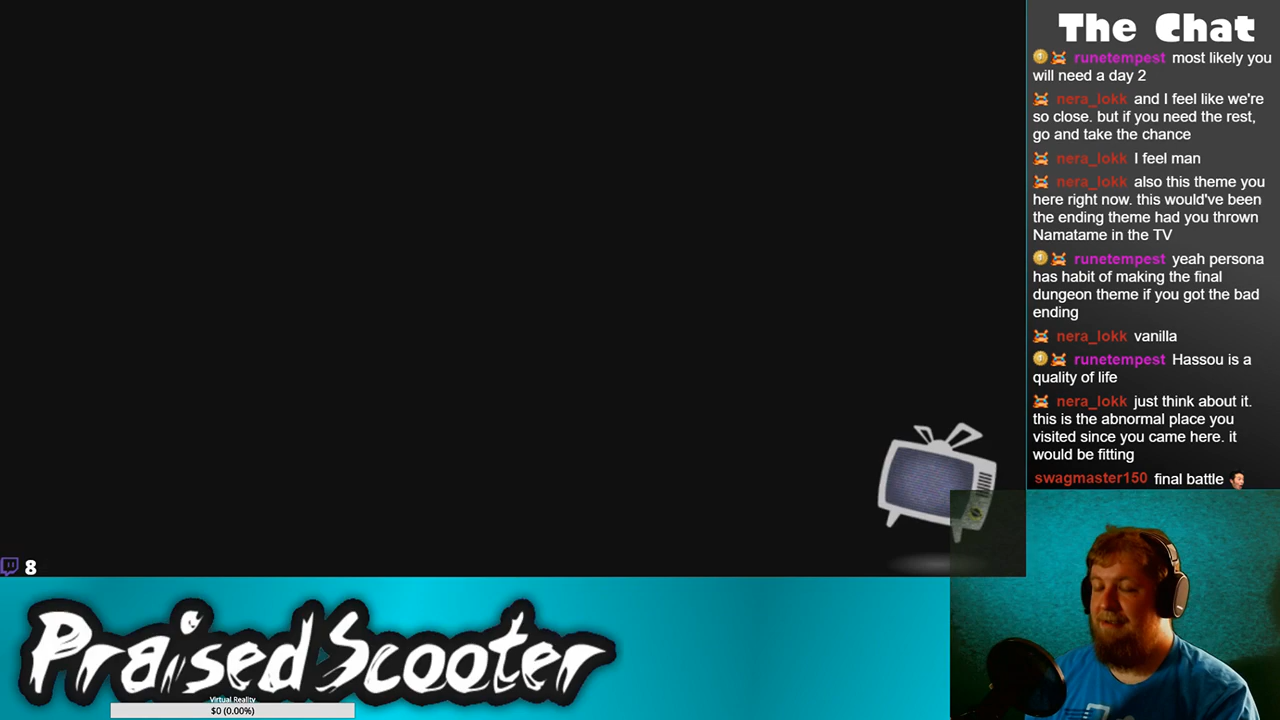 The Chat
runetempest most likely you
will need a day 2
nera_lokk and I feel like we're
so close. but if you need the rest,
go and take the chance
nera_lokk I feel man
nera_lokk also this theme you
here right now. this would've been
the ending theme had you thrown
Namatame in the TV
runetempest yeah persona
has habit of making the final
dungeon theme if you got the bad
ending
nera_lokk vanilla
runetempest Hassou is a
quality of life
nera_lokk just think about it.
this is the abnormal place you
visited since you came here. it
would be fitting
swagmaster150 final battle
8
PraisedScooter
Virtual Reality
$0 (0.00%)